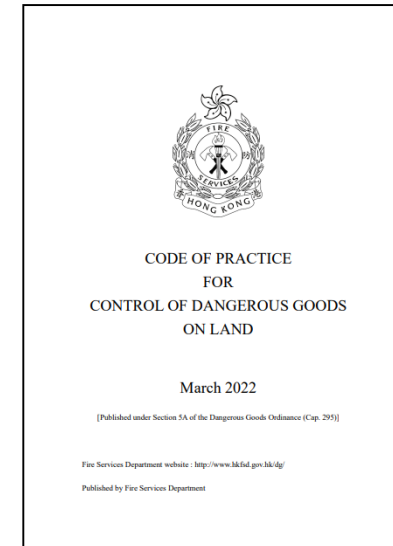 FIRE
SERVICES
HONG KONG
CODE OF PRACTICE
FOR
CONTROL OF DANGEROUS GOODS
ON LAND
March 2022
[Published under Section 5A of the Dangerous Goods Ordinance (Cap. 295)]
Fire Services Department website : http://www.hkfsd.gov.hk/dg/
Published by Fire Services Department